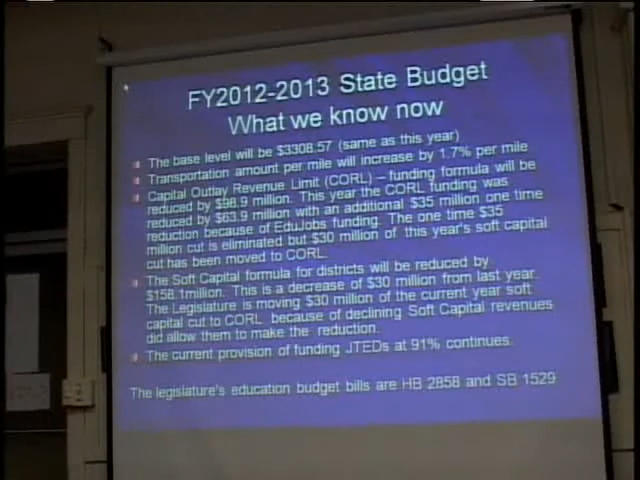 FY2012-2013 State Budget
What we know now
The base level will be $3308.57 (same as this year)
Transportation amount per mile will increase by 1.7% per mile
Capital Outlay Revenue Limit (CORL) – funding formula will be
reduced by $98.9 million. This year the CORL funding was
reduced by $63.9 million with an additional $35 million one time
reduction because of EduJobs funding. The one time $35
million cut is eliminated but $30 million of this year's soft capital
cut has been moved to CORL.
The Soft Capital formula for districts will be reduced by
$158.1million. This is a decrease of $30 million from last year.
The Legislature is moving $30 million of the current year soft
capital cut to CORL because of declining Soft Capital revenues
did allow them to make the reduction.
The current provision of funding JTEDs at 91% continues.
The legislature's education budget bills are HB 2858 and SB 1529